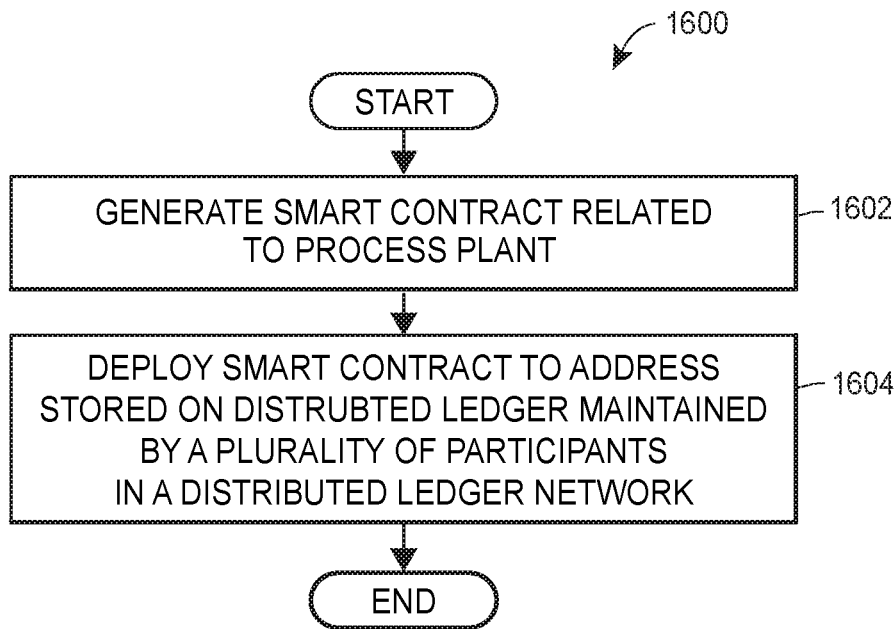 1600
START
GENERATE SMART CONTRACT RELATED
TO PROCESS PLANT
1602
DEPLOY SMART CONTRACT TO ADDRESS
STORED ON DISTRUBTED LEDGER MAINTAINED
BY A PLURALITY OF PARTICIPANTS
IN A DISTRIBUTED LEDGER NETWORK
1604
END